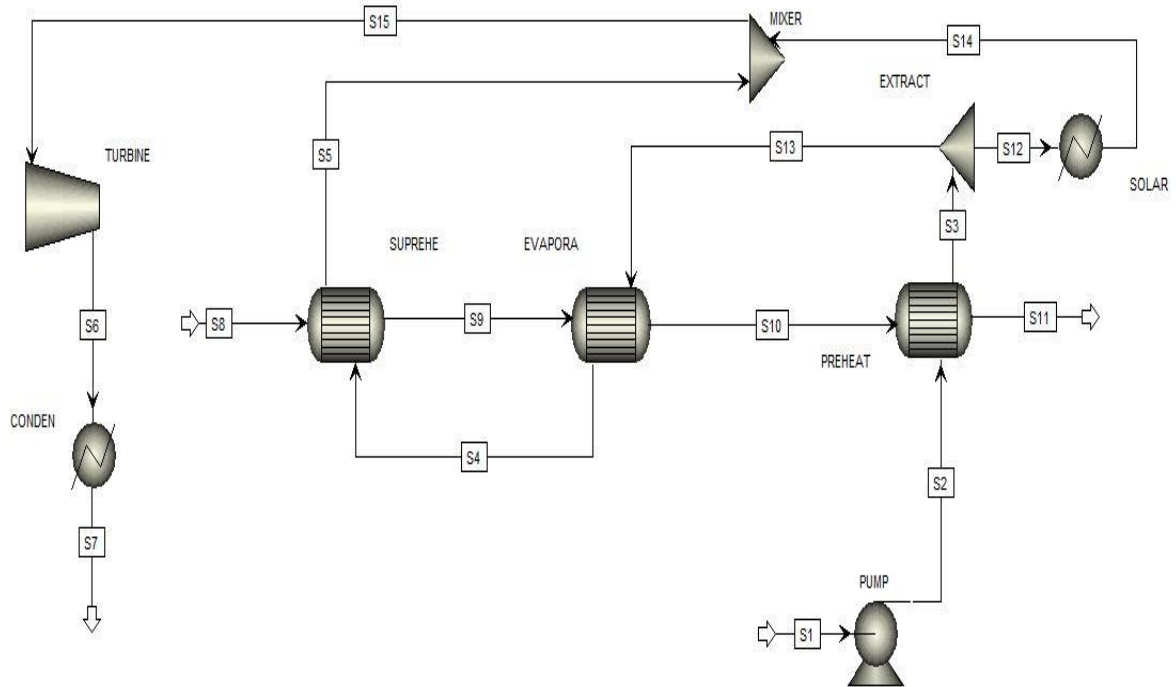 S15
MIXER
S14
EXTRACT
S5
S13
S12
TURBINE
SOLAR
S3
SUPREHE
EVAPORA
S6
S8
S9
S10
S11
PREHEAT
CONDEN
S4
S2
S7
PUMP
S1